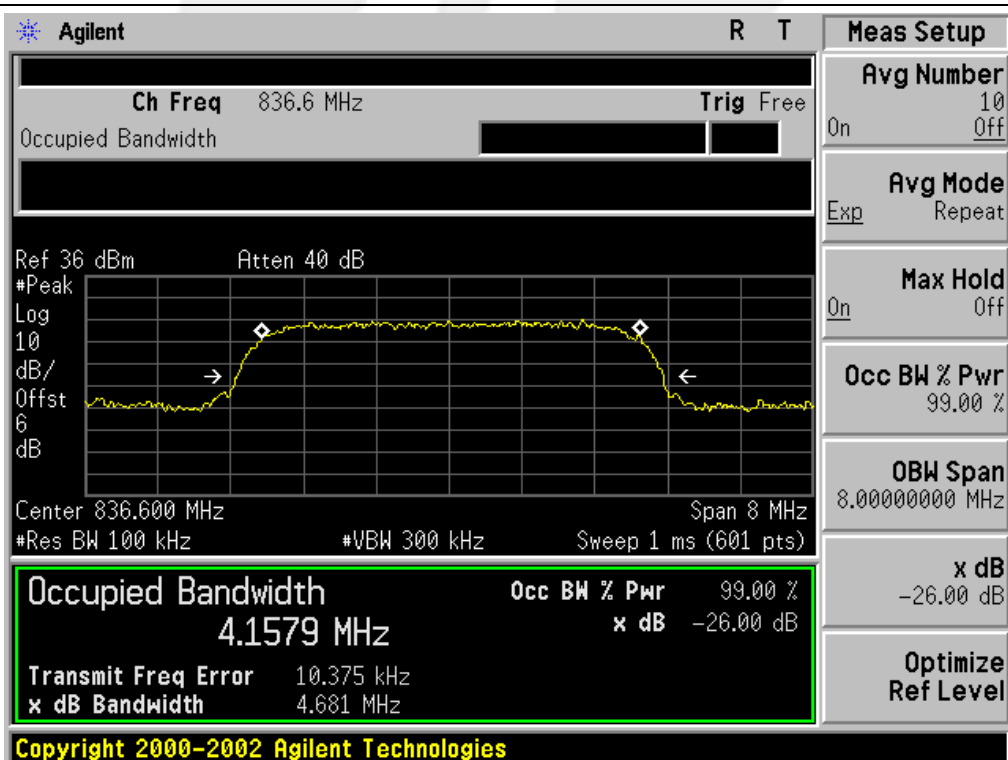 Agilent R T
Ch Freq 836.6 MHz Trig Free
Occupied Bandwidth
Ref 36 dBm Atten 40 dB
#Peak
Log
10
dB/
Offst
6
dB
Center 836.600 MHz Span 8 MHz
#Res BW 100 kHz #VBW 300 kHz Sweep 1 ms (601 pts)
Occupied Bandwidth Occ BW % Pwr 99.00 %
4.1579 MHz x dB -26.00 dB
Transmit Freq Error 10.375 kHz
x dB Bandwidth 4.681 MHz
Copyright 2000-2002 Agilent Technologies
Meas Setup
Avg Number
10
On Off
Avg Mode
Exp Repeat
Max Hold
On Off
Occ BW % Pwr
99.00 %
OBW Span
8.00000000 MHz
x dB
-26.00 dB
Optimize
Ref Level